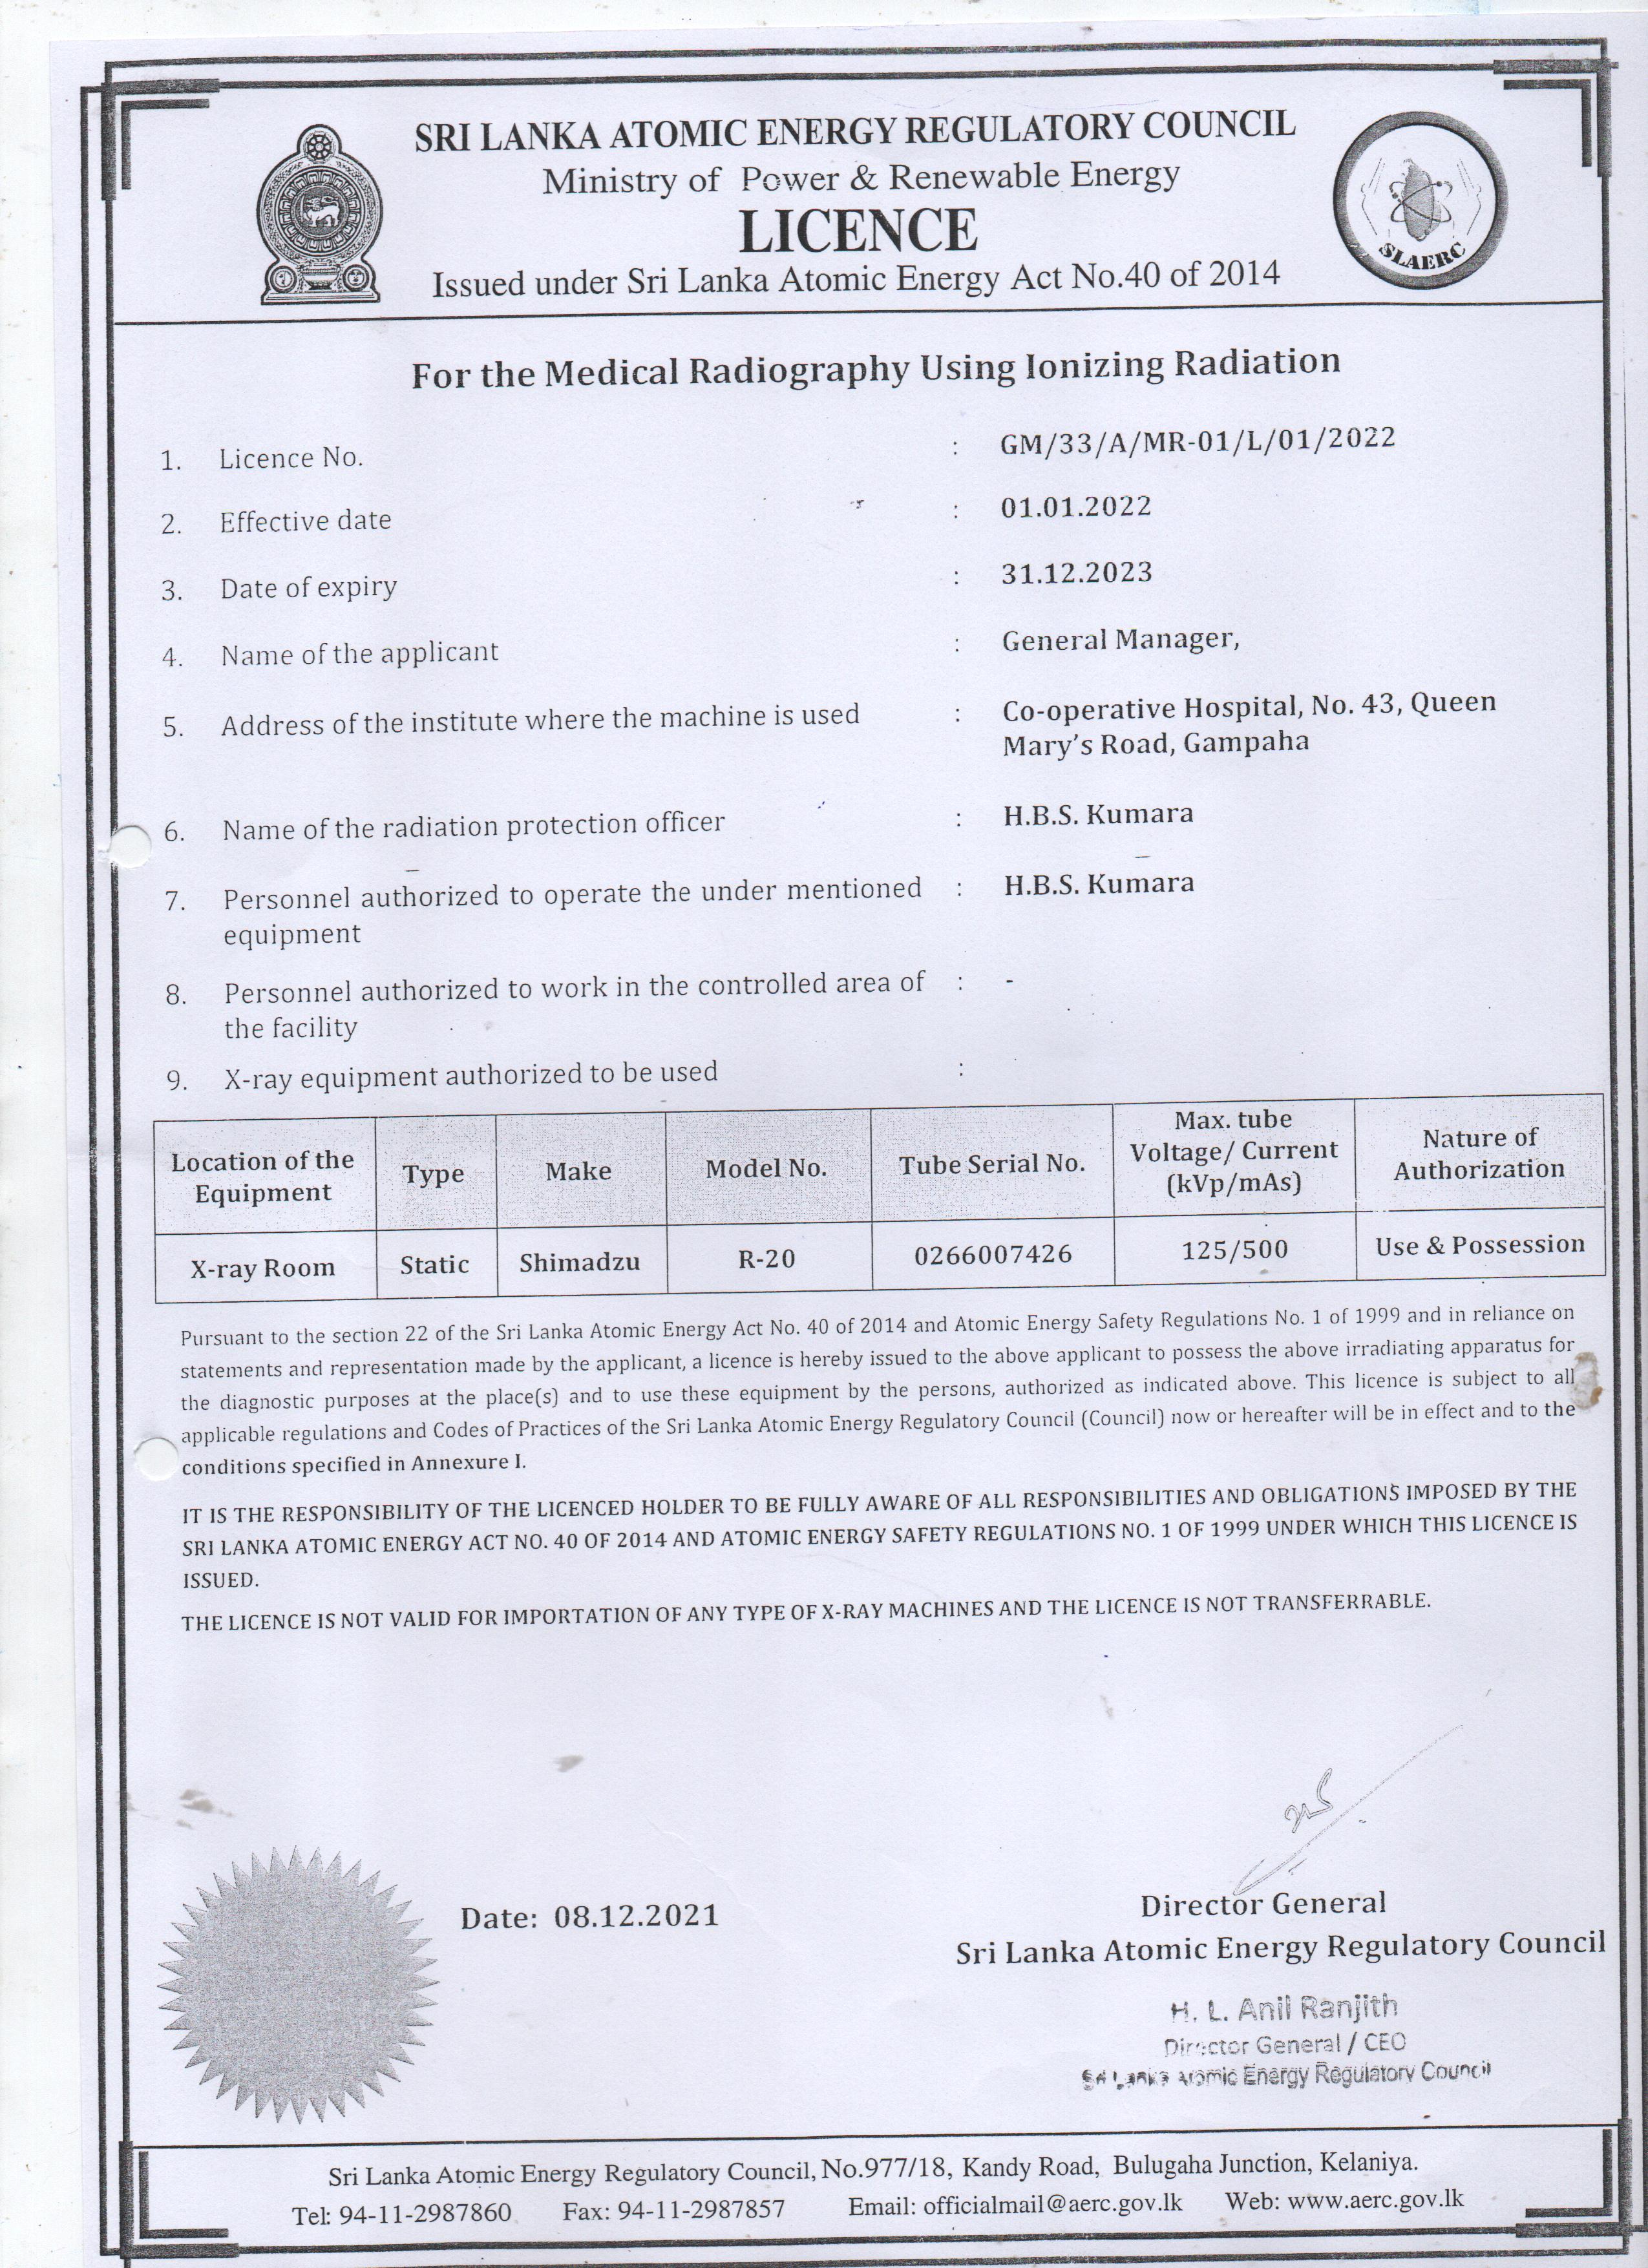 SRI LANKA ATOMIC ENERGY REGULATORY COUNCIL
Ministry of Power & Renewable Energy
LICENCE
Issued under Sri Lanka Atomic Energy Act No.40 of 2014
SLAERC
For the Medical Radiography Using Ionizing Radiation
1. Licence No. : GM/33/A/MR-01/L/01/2022
2. Effective date : 01.01.2022
3. Date of expiry : 31.12.2023
4. Name of the applicant : General Manager,
5. Address of the institute where the machine is used : Co-operative Hospital, No. 43, Queen
Mary's Road, Gampaha
6. Name of the radiation protection officer : H.B.S. Kumara
7. Personnel authorized to operate the under mentioned : H.B.S. Kumara
equipment
8. Personnel authorized to work in the controlled area of : -
the facility
9. X-ray equipment authorized to be used :
Location of the Equipment Type Make Model No. Tube Serial No. Max. tube Voltage/ Current (kVp/mAs) Nature of Authorization
X-ray Room Static Shimadzu R-20 0266007426 125/500 Use & Possession
Pursuant to the section 22 of the Sri Lanka Atomic Energy Act No. 40 of 2014 and Atomic Energy Safety Regulations No. 1 of 1999 and in reliance on
statements and representation made by the applicant, a licence is hereby issued to the above applicant to possess the above irradiating apparatus for
the diagnostic purposes at the place(s) and to use these equipment by the persons, authorized as indicated above. This licence is subject to all
applicable regulations and Codes of Practices of the Sri Lanka Atomic Energy Regulatory Council (Council) now or hereafter will be in effect and to the
conditions specified in Annexure I.
IT IS THE RESPONSIBILITY OF THE LICENCED HOLDER TO BE FULLY AWARE OF ALL RESPONSIBILITIES AND OBLIGATIONS IMPOSED BY THE
SRI LANKA ATOMIC ENERGY ACT NO. 40 OF 2014 AND ATOMIC ENERGY SAFETY REGULATIONS NO. 1 OF 1999 UNDER WHICH THIS LICENCE IS
ISSUED.
THE LICENCE IS NOT VALID FOR IMPORTATION OF ANY TYPE OF X-RAY MACHINES AND THE LICENCE IS NOT TRANSFERRABLE.
Date: 08.12.2021
Director General
Sri Lanka Atomic Energy Regulatory Council
H. L. Anil Ranjith
Director General / CEO
Sri Lanka Atomic Energy Regulatory Council
Sri Lanka Atomic Energy Regulatory Council, No.977/18, Kandy Road, Bulugaha Junction, Kelaniya.
Tel: 94-11-2987860 Fax: 94-11-2987857 Email: officialmail@aerc.gov.lk Web: www.aerc.gov.lk